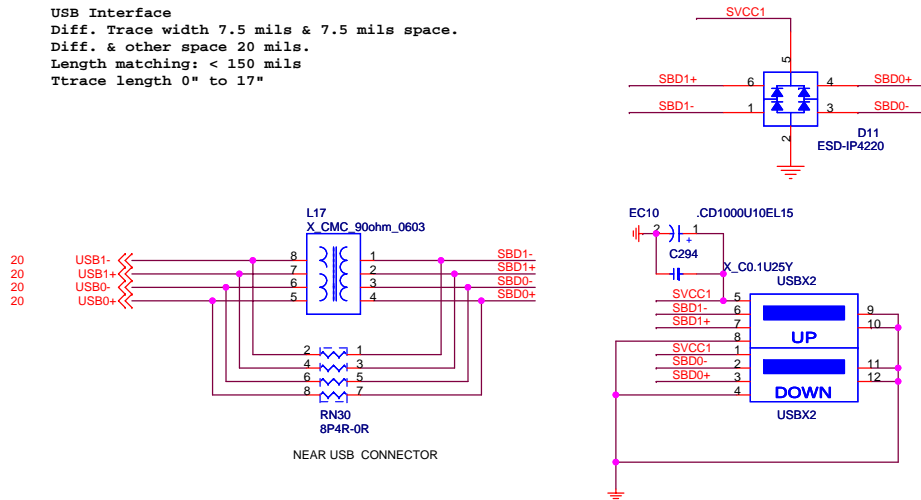 USB Interface
Diff. Trace width 7.5 mils & 7.5 mils space.
Diff. & other space 20 mils.
Length matching: < 150 mils
Ttrace length 0" to 17"
SVCC1
5
SBD1+ 6 4 SBD0+
SBD1- 1 3 SBD0-
2
D11
ESD-IP4220
L17
X_CMC_90ohm_0603
20 USB1- 8 1 SBD1-
20 USB1+ 7 2 SBD1+
20 USB0- 6 3 SBD0-
20 USB0+ 5 4 SBD0+
2 1
4 3
6 5
8 7
RN30
8P4R-0R
NEAR USB CONNECTOR
EC10 .CD1000U10EL15
2 1
+
C294
X_C0.1U25Y
USBX2
SVCC1 5 9
SBD1- 6 10
SBD1+ 7
8
UP
SVCC1 1
SBD0- 2 11
SBD0+ 3 12
4
DOWN
USBX2